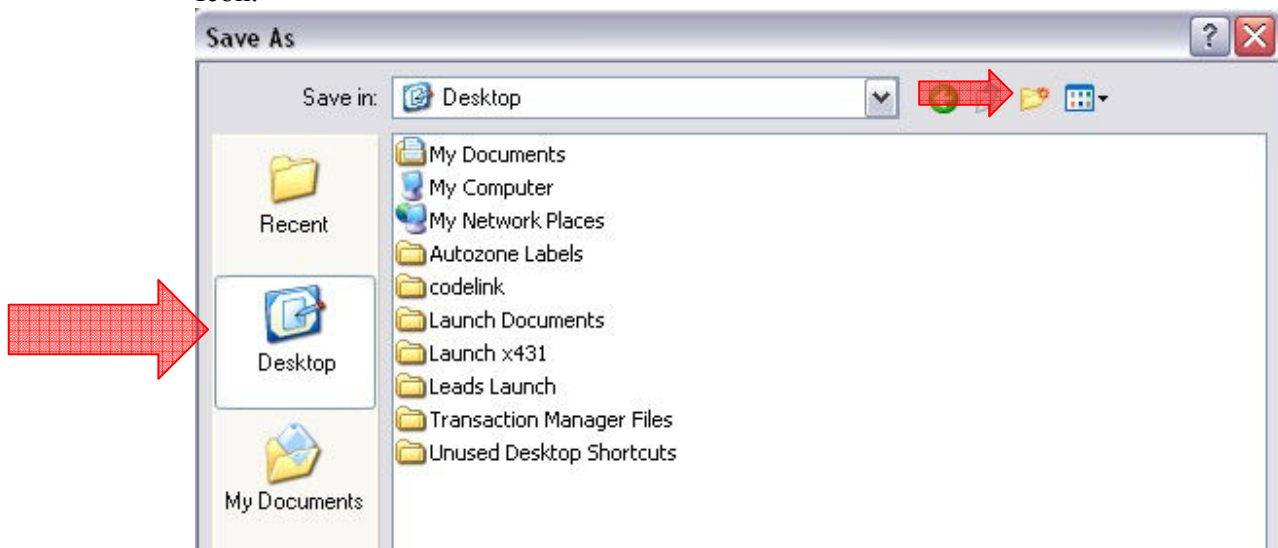 Save As
Save in:
Desktop
My Documents
My Computer
My Network Places
Recent
Autozone Labels
codelink
Launch Documents
Launch x431
Desktop
Leads Launch
Transaction Manager Files
Unused Desktop Shortcuts
My Documents